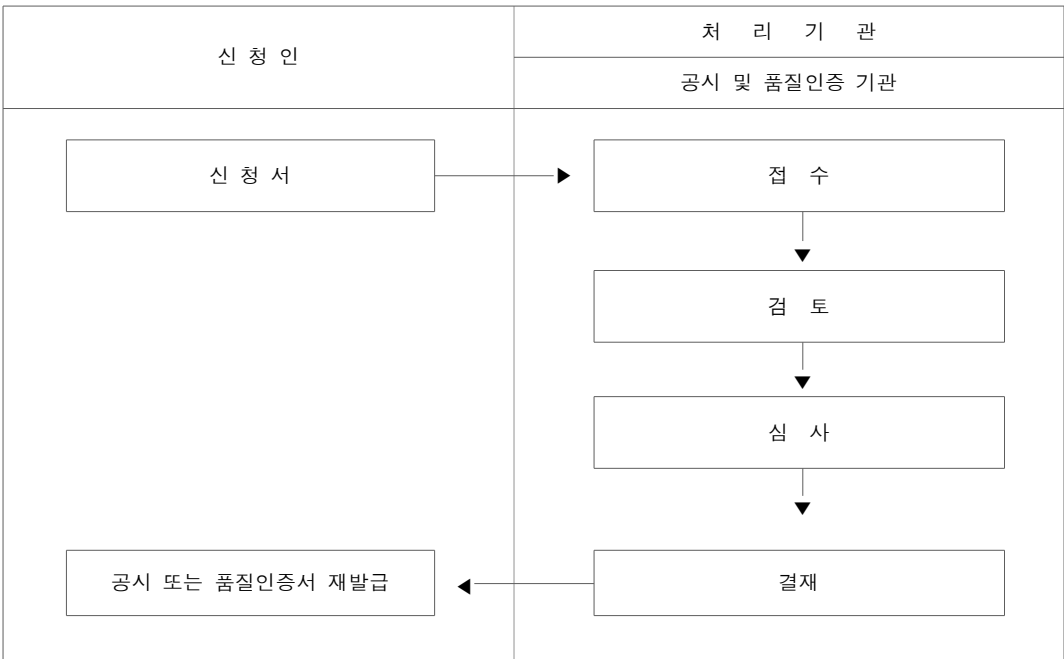 신 청 인
처 리 기 관
공시 및 품질인증 기관
신 청 서
접 수
검 토
심 사
공시 또는 품질인증서 재발급
결재